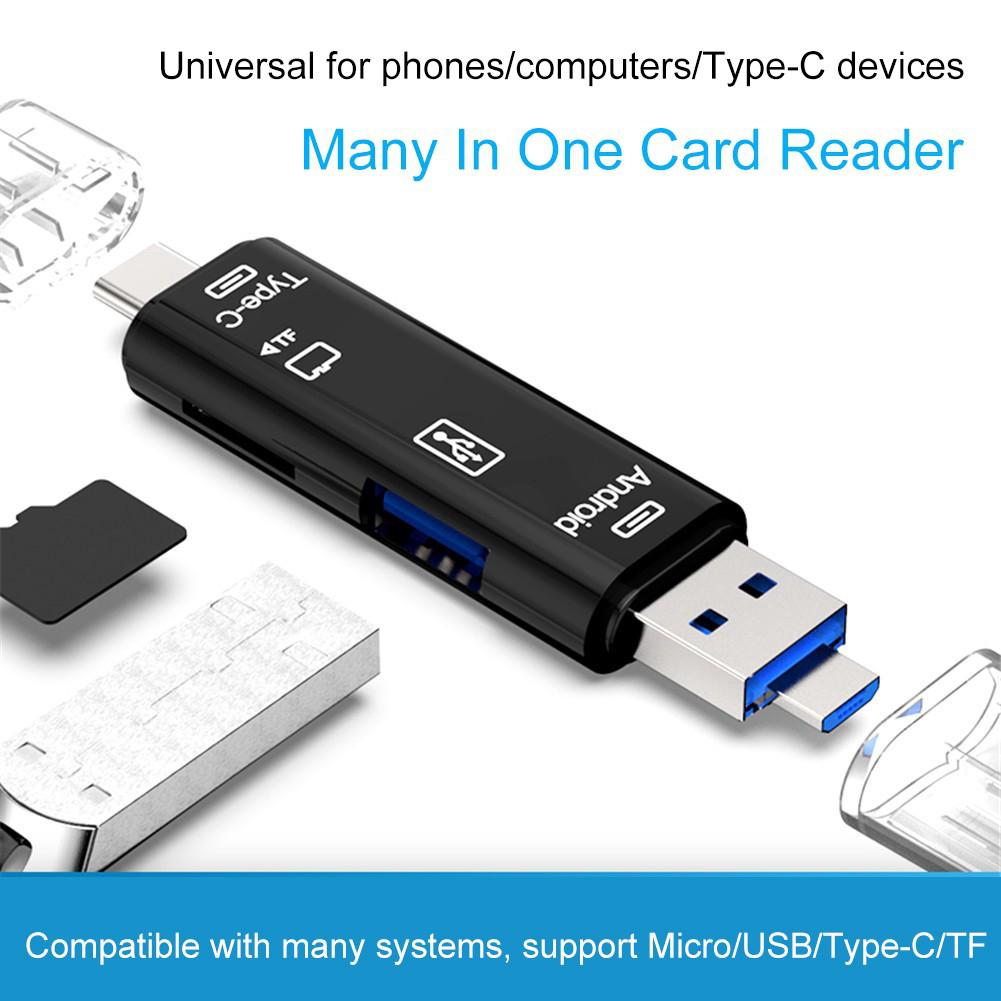 Universal for phones/computers/Type-C devices
Many In One Card Reader
Type-C
TF
Android
Compatible with many systems, support Micro/USB/Type-C/TF